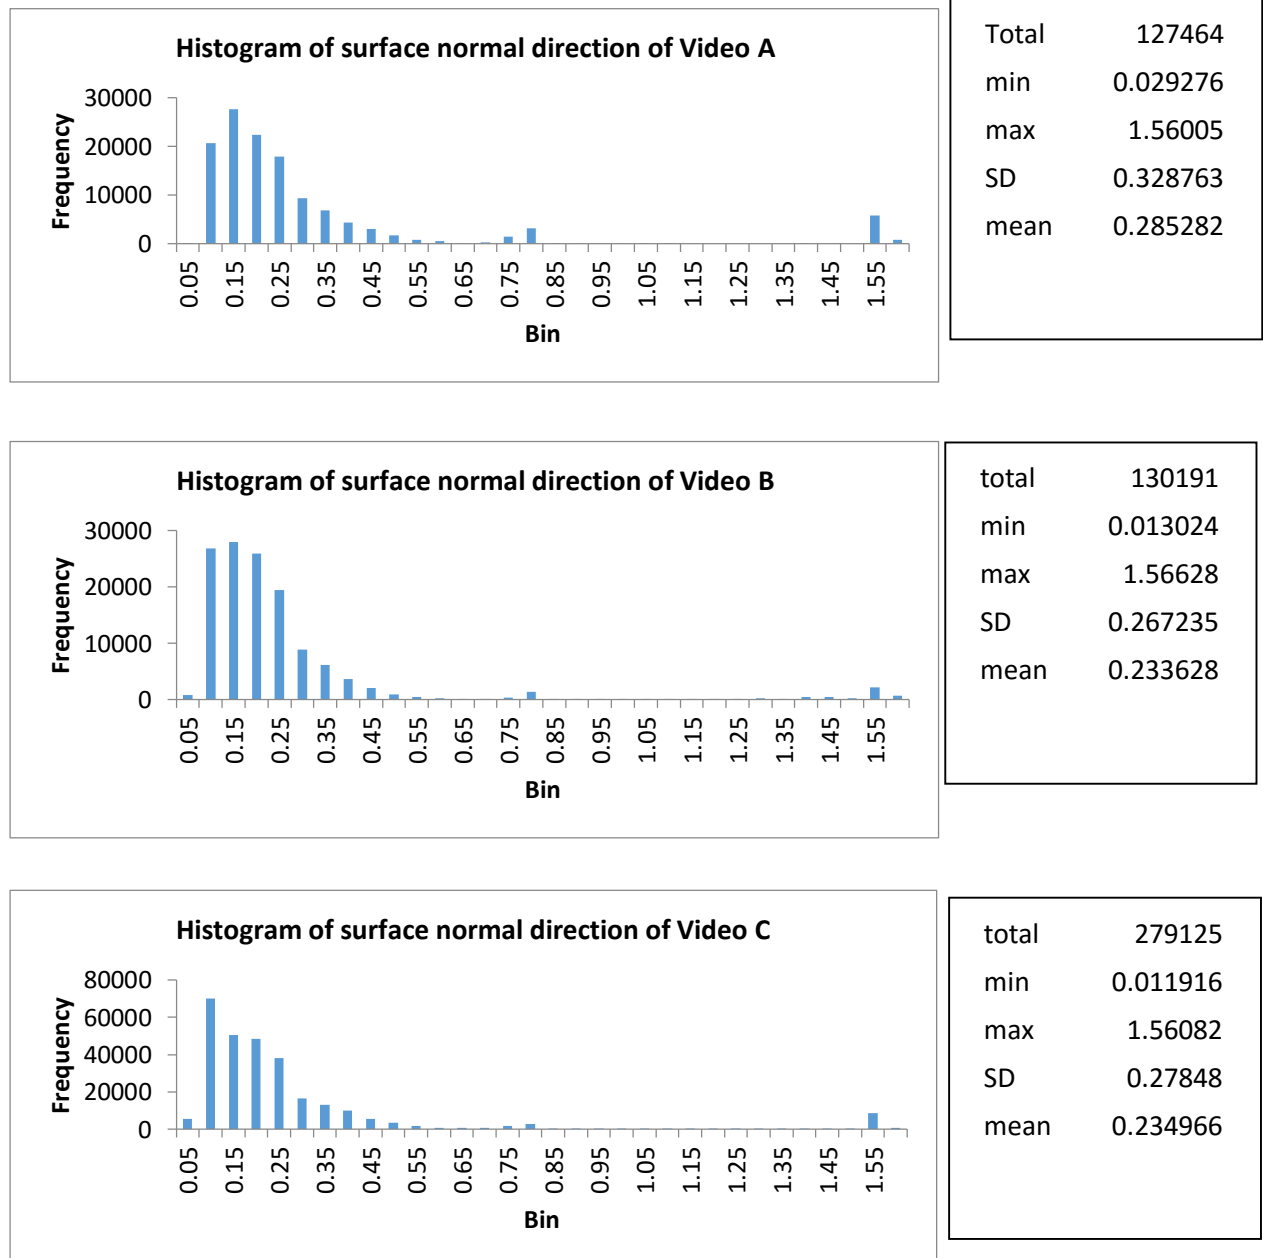 Histogram of surface normal direction of Video A
Frequency
30000
20000
10000
0
0.05 0.15 0.25 0.35 0.45 0.55 0.65 0.75 0.85 0.95 1.05 1.15 1.25 1.35 1.45 1.55
Bin
Total 127464
min 0.029276
max 1.56005
SD 0.328763
mean 0.285282
Histogram of surface normal direction of Video B
Frequency
30000
20000
10000
0
0.05 0.15 0.25 0.35 0.45 0.55 0.65 0.75 0.85 0.95 1.05 1.15 1.25 1.35 1.45 1.55
Bin
total 130191
min 0.013024
max 1.56628
SD 0.267235
mean 0.233628
Histogram of surface normal direction of Video C
Frequency
80000
60000
40000
20000
0
0.05 0.15 0.25 0.35 0.45 0.55 0.65 0.75 0.85 0.95 1.05 1.15 1.25 1.35 1.45 1.55
Bin
total 279125
min 0.011916
max 1.56082
SD 0.27848
mean 0.234966